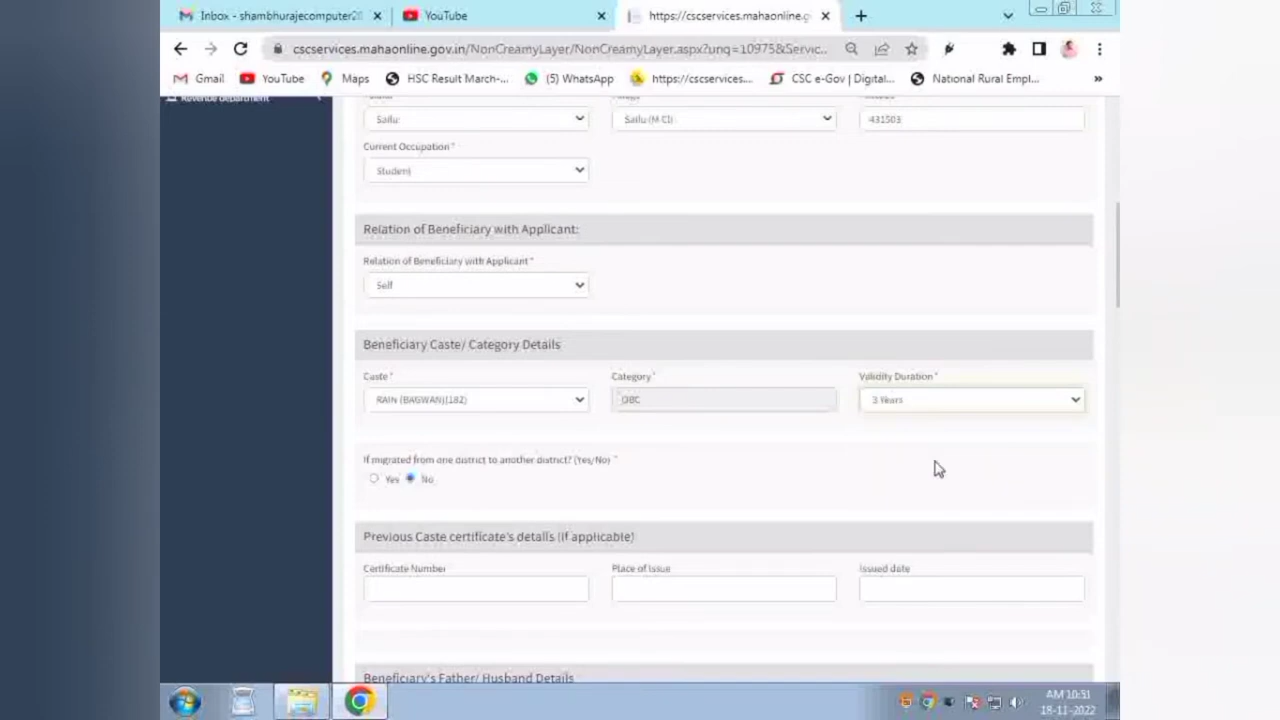 Inbox - shambhurajecomputer2
YouTube
https://cscservices.mahaonline.g
cscservices.mahaonline.gov.in/NonCreamyLayer/NonCreamyLayer.aspx?unq=10975&Servic...
Gmail
YouTube
Maps
HSC Result March-...
(5) WhatsApp
https://cscservices....
CSC e-Gov | Digital...
National Rural Empl...
»
Revenue department
Sailu
Sailu (M Cl)
431503
Current Occupation *
Student
Relation of Beneficiary with Applicant:
Relation of Beneficiary with Applicant *
Self
Beneficiary Caste/ Category Details
Caste *
Category *
Validity Duration *
RAIN (BAGWAN)(182)
OBC
3 Years
If migrated from one district to another district? (Yes/No) *
Yes
No
Previous Caste certificate's details (if applicable)
Certificate Number
Place of Issue
Issued date
Beneficiary's Father/ Husband Details
AM 10:51
18-11-2022